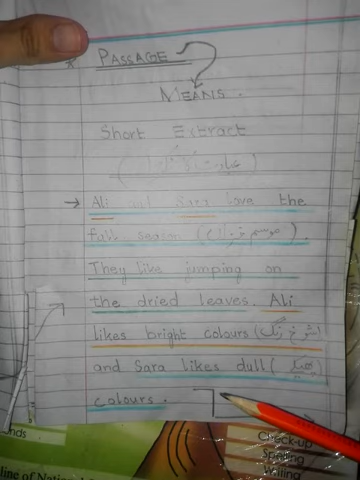 * PASSAGE
MEANS.
Short Extract
→ Ali and Sara love the
fall season (موسم خزاں).
They like jumping on
the dried leaves. Ali
likes bright colours (شوخ رنگ)
and Sara likes dull (پھیکے)
colours.
Check-up
Spelling
Writing